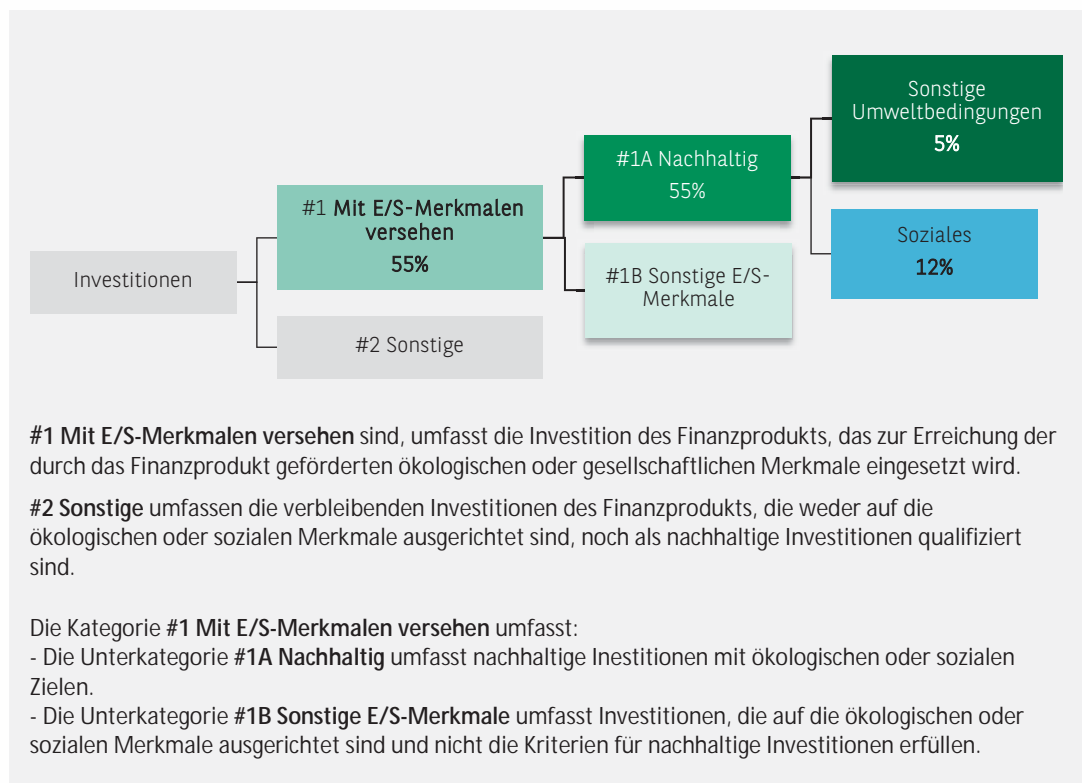 Investitionen
#1 Mit E/S-Merkmalen
versehen
55%
#2 Sonstige
#1A Nachhaltig
55%
#1B Sonstige E/S-
Merkmale
Sonstige
Umweltbedingungen
5%
Soziales
12%
#1 Mit E/S-Merkmalen versehen sind, umfasst die Investition des Finanzprodukts, das zur Erreichung der
durch das Finanzprodukt geförderten ökologischen oder gesellschaftlichen Merkmale eingesetzt wird.
#2 Sonstige umfassen die verbleibenden Investitionen des Finanzprodukts, die weder auf die
ökologischen oder sozialen Merkmale ausgerichtet sind, noch als nachhaltige Investitionen qualifiziert
sind.
Die Kategorie #1 Mit E/S-Merkmalen versehen umfasst:
- Die Unterkategorie #1A Nachhaltig umfasst nachhaltige Inestitionen mit ökologischen oder sozialen
Zielen.
- Die Unterkategorie #1B Sonstige E/S-Merkmale umfasst Investitionen, die auf die ökologischen oder
sozialen Merkmale ausgerichtet sind und nicht die Kriterien für nachhaltige Investitionen erfüllen.